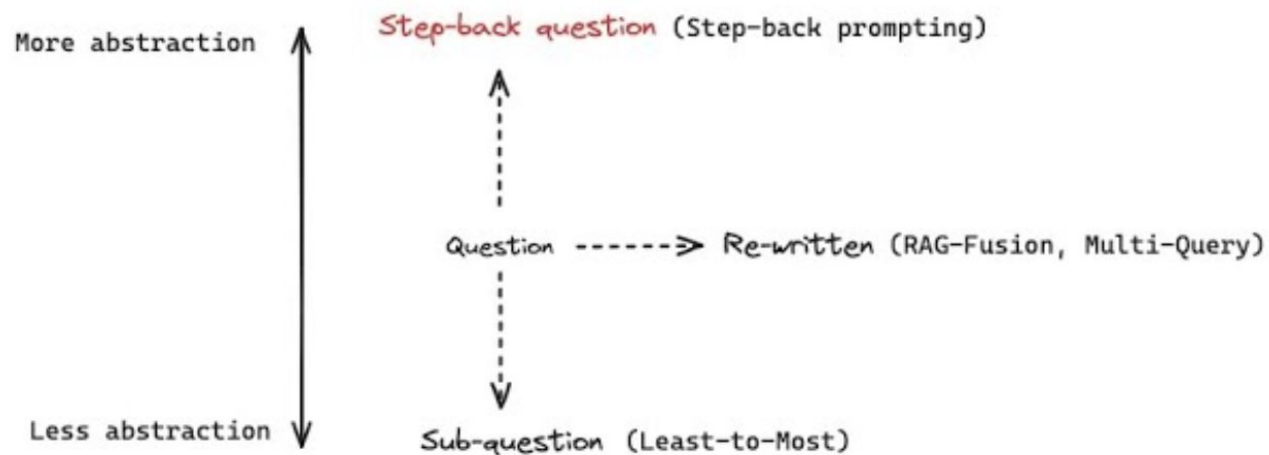 Step-back question (Step-back prompting)
More abstraction
Question
Re-written (RAG-Fusion, Multi-Query)
Less abstraction
Sub-question (Least-to-Most)